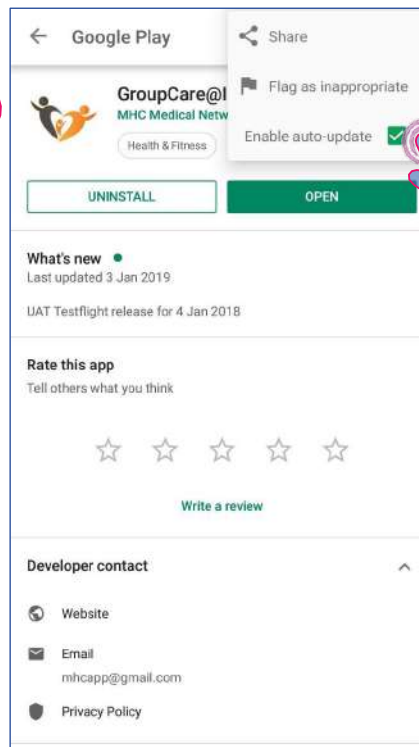 Google Play
Share
Flag as inappropriate
Enable auto-update
GroupCare@I
MHC Medical Netw
Health & Fitness
UNINSTALL
OPEN
What's new
Last updated 3 Jan 2019
UAT Testflight release for 4 Jan 2018
Rate this app
Tell others what you think
Write a review
Developer contact
Website
Email
mhcapp@gmail.com
Privacy Policy